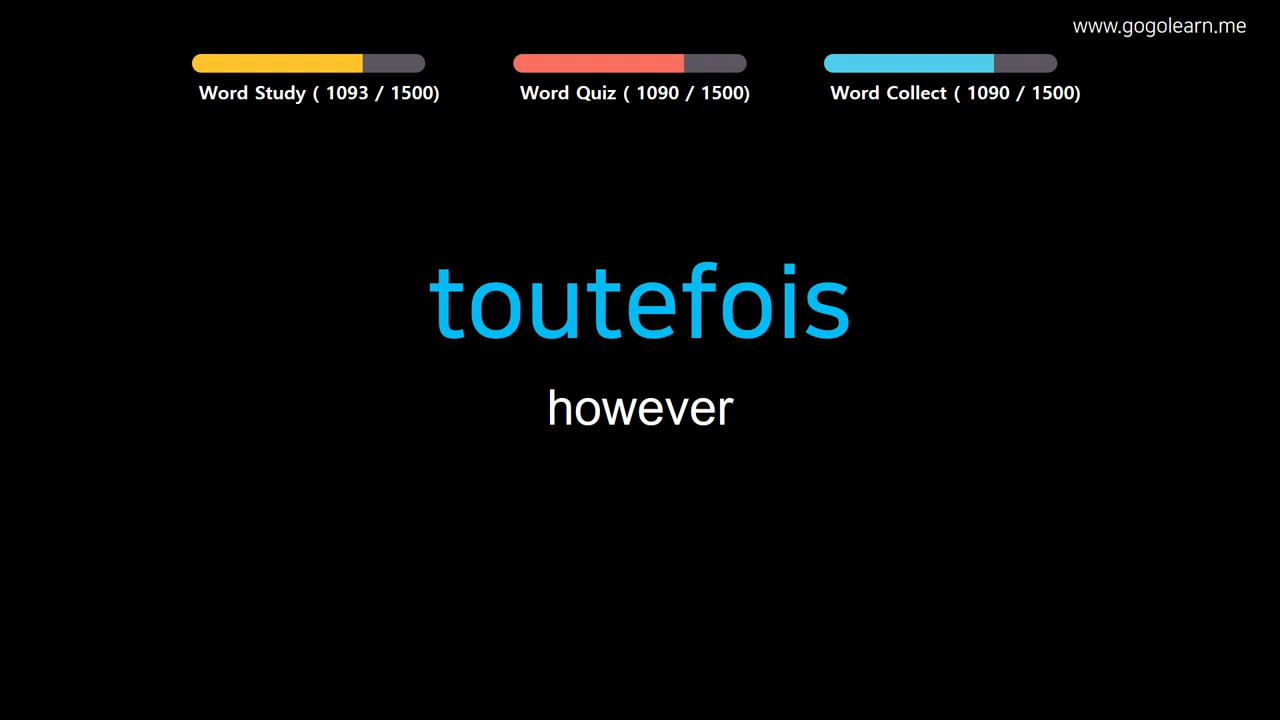 www.gogolearn.me
Word Study ( 1093 / 1500)
Word Quiz ( 1090 / 1500)
Word Collect ( 1090 / 1500)
toutefois
however